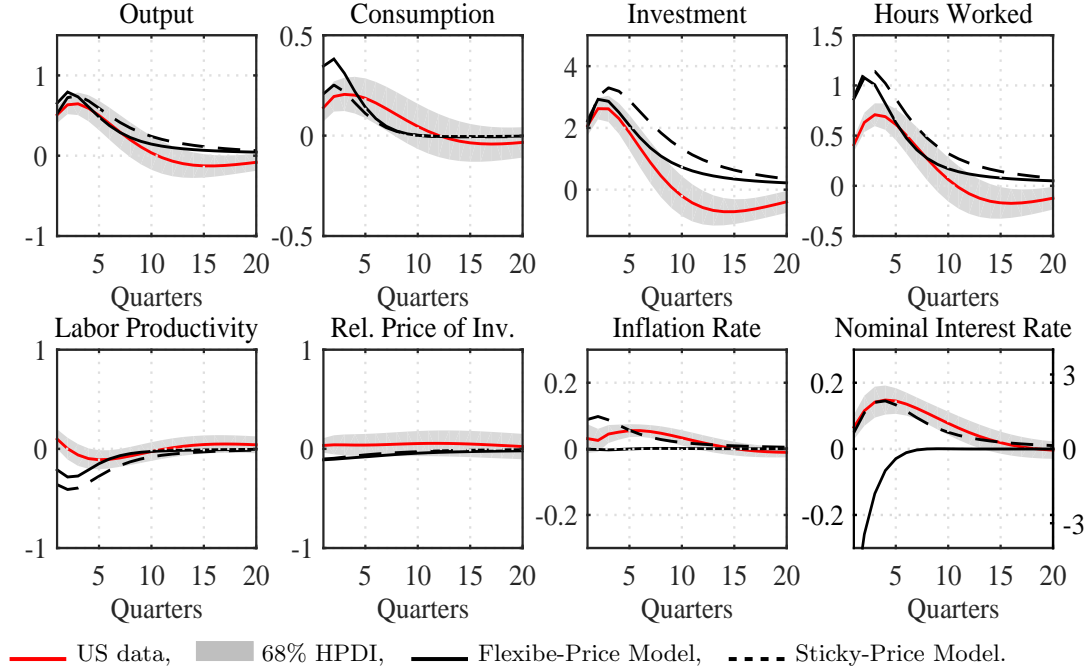 Output Consumption Investment Hours Worked
1 0.5 4 1.5
1
2 0.5
0 0
0 0
-1 -0.5 -0.5
5 10 15 20 5 10 15 20 5 10 15 20 5 10 15 20
Quarters Quarters Quarters Quarters
Labor Productivity Rel. Price of Inv. Inflation Rate Nominal Interest Rate
1 1
0.2 0.2 3
0 0 0 0 0
-0.2 -0.2 -3
-1 -1
5 10 15 20 5 10 15 20 5 10 15 20 5 10 15 20
Quarters Quarters Quarters Quarters
US data, 68% HPDI, Flexibe-Price Model, Sticky-Price Model.